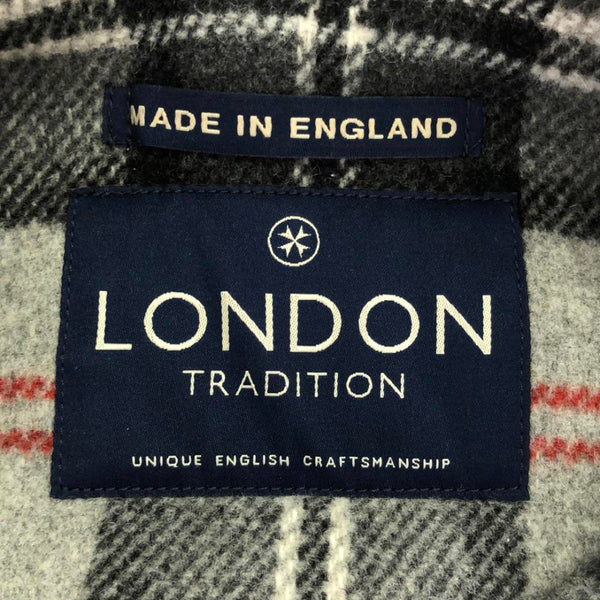 MADE IN ENGLAND
LONDON
TRADITION
UNIQUE ENGLISH CRAFTSMANSHIP